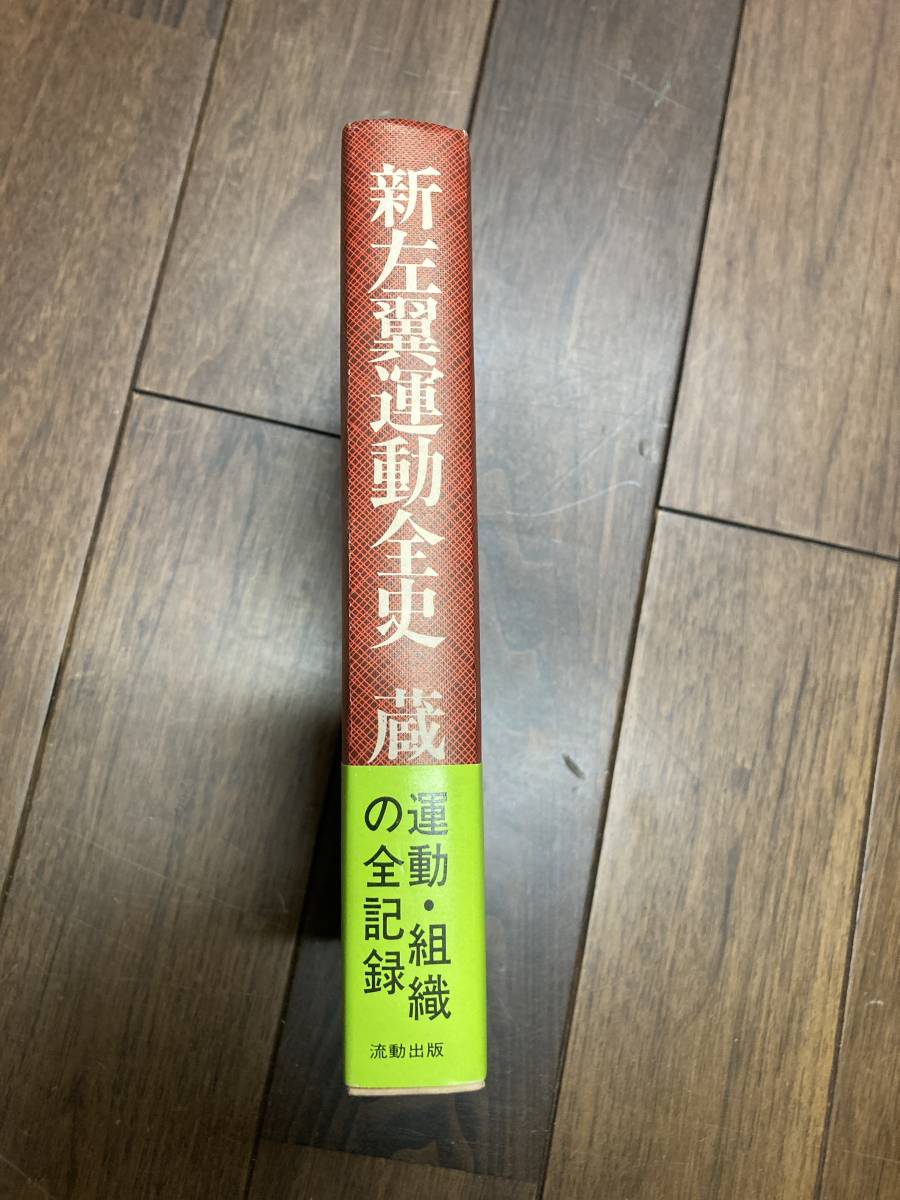 新左翼運動全史 蔵
運動・組織
の全記録
流動出版